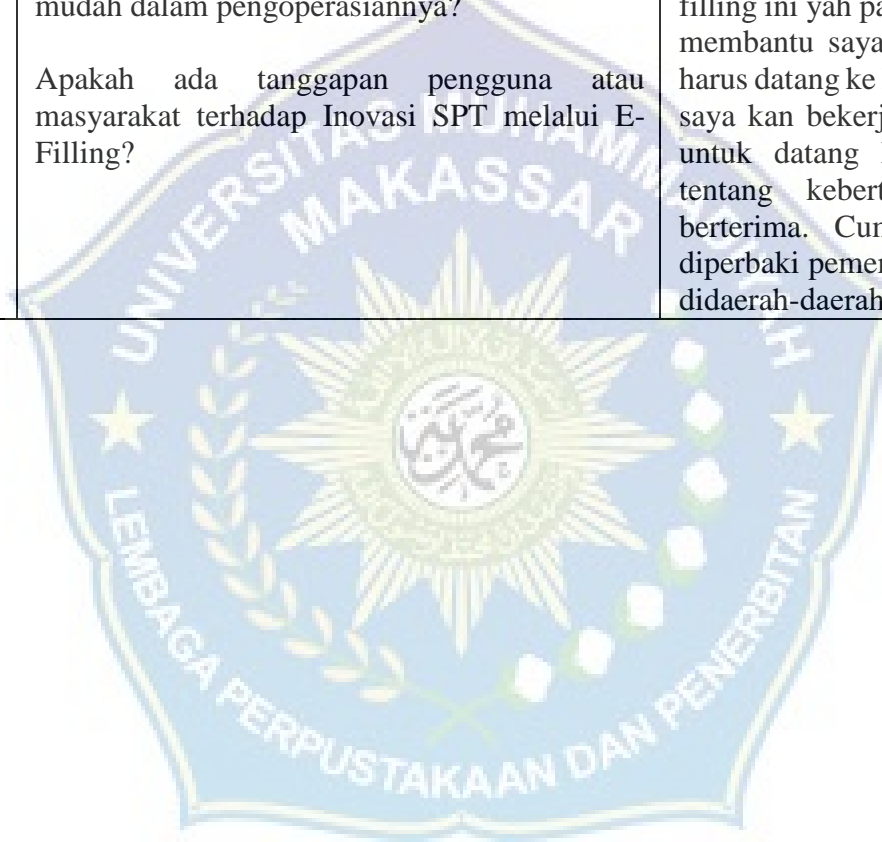 mudah dalam pengoperasiannya?
Apakah ada tanggapan pengguna atau
masyarakat terhadap Inovasi SPT melalui E-
Filling?
filling ini yah pa
membantu saya
harus datang ke
saya kan bekerj
untuk datang
tentang kebert
berterima. Cun
diperbaki pemer
didaerah-daerah
UNIVERSITAS MUHAMMADIYAH
MAKASSAR
LEMBAGA PERPUSTAKAAN DAN PENERBITAN